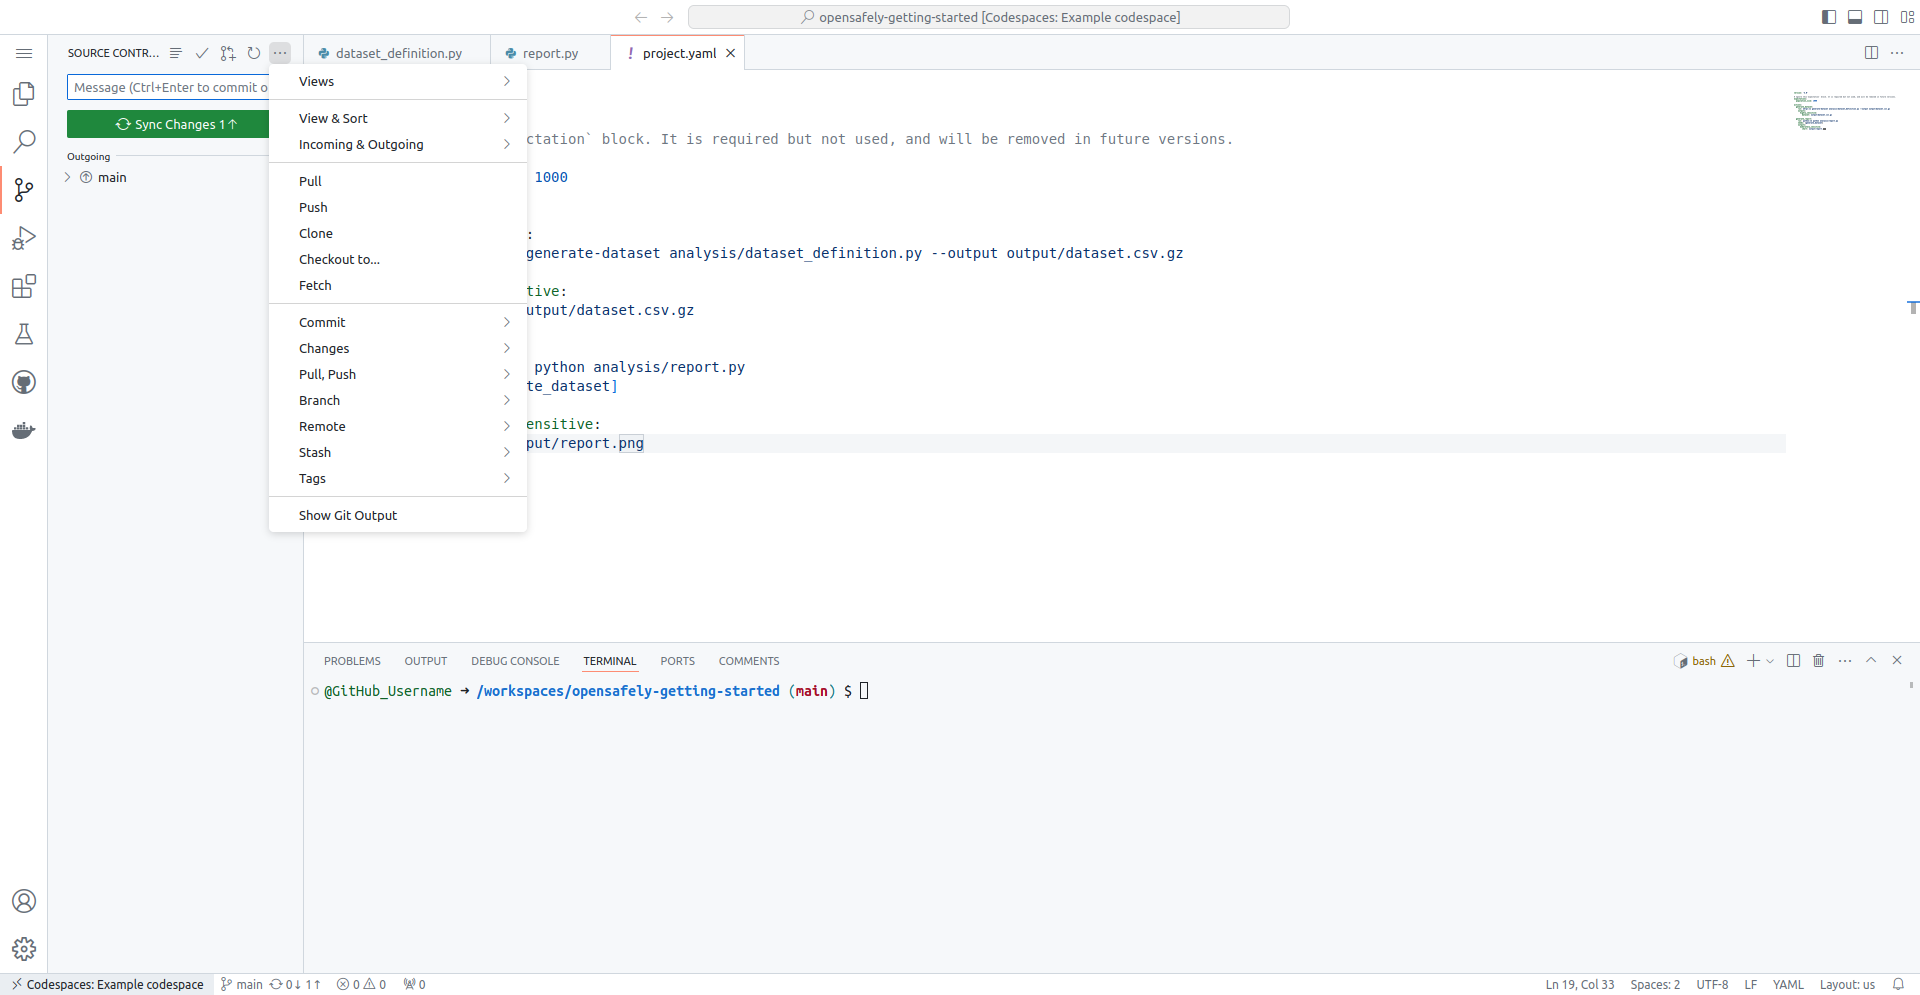 opensafely-getting-started [Codespaces: Example codespace]
SOURCE CONTR...
dataset_definition.py
report.py
! project.yaml
Message (Ctrl+Enter to commit o
Sync Changes 1↑
Outgoing
main
Views
View & Sort
Incoming & Outgoing
Pull
Push
Clone
Checkout to...
Fetch
Commit
Changes
Pull, Push
Branch
Remote
Stash
Tags
Show Git Output
ctation` block. It is required but not used, and will be removed in future versions.
1000
:
generate-dataset analysis/dataset_definition.py --output output/dataset.csv.gz
tive:
utput/dataset.csv.gz
python analysis/report.py
te_dataset]
ensitive:
put/report.png
PROBLEMS OUTPUT DEBUG CONSOLE TERMINAL PORTS COMMENTS
bash
@GitHub_Username ➜ /workspaces/opensafely-getting-started (main) $
Codespaces: Example codespace main 0↓ 1↑ 0 0 0
Ln 19, Col 33 Spaces: 2 UTF-8 LF YAML Layout: us